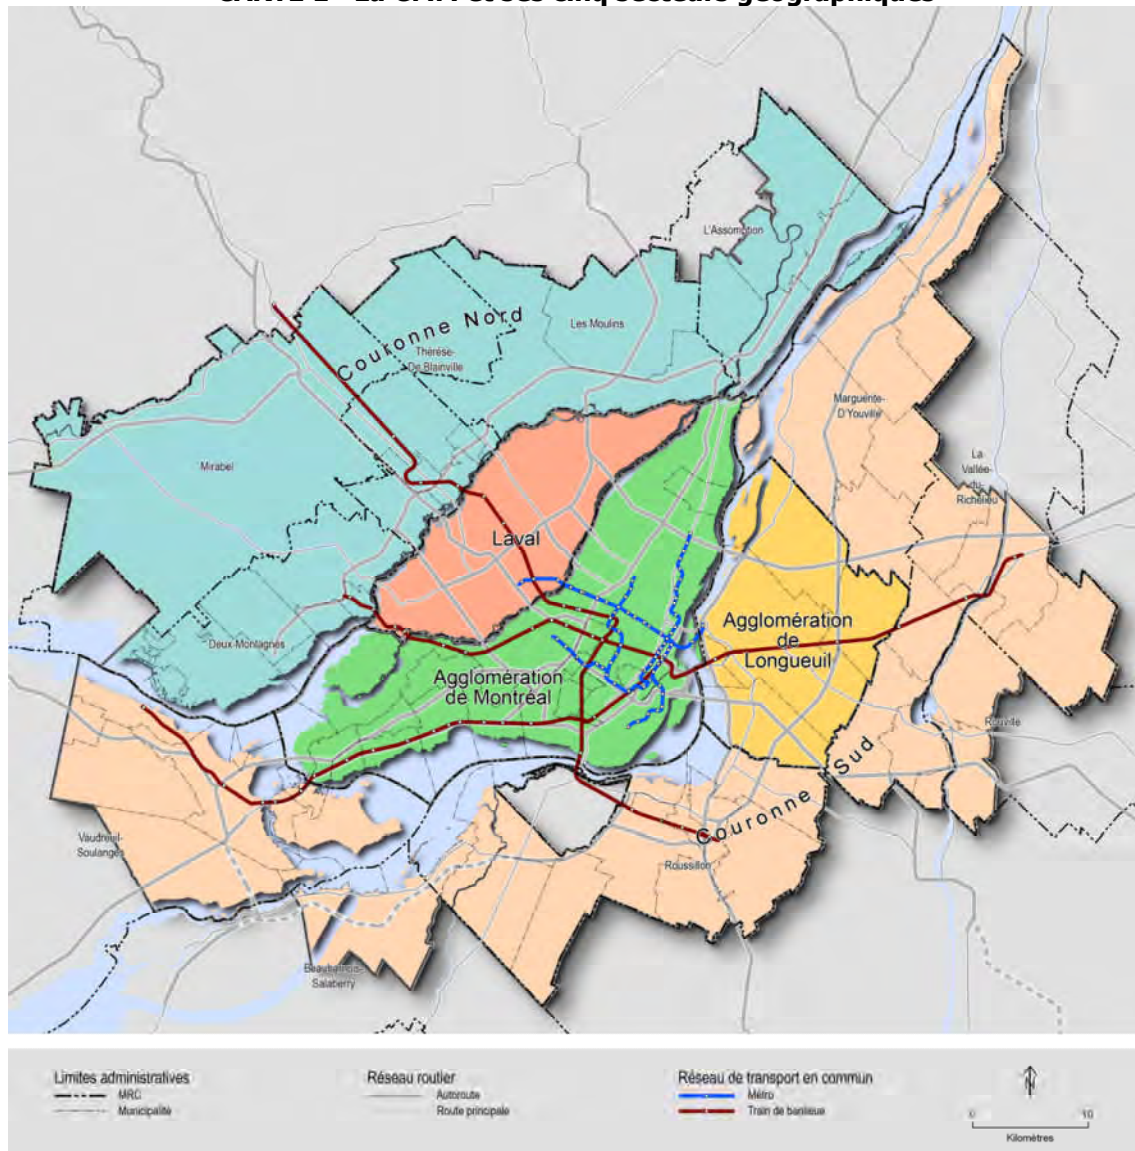 L'Assomption
Couronne Nord
Les Moulins
Thérèse-
De Blainville
Marguerite-
D'Youville
Mirabel
La
Vallée-
du-
Richelieu
Laval
Agglomération
de
Longueuil
Deux-Montagnes
Agglomération
de Montréal
Rouville
Couronne Sud
Vaudreuil-
Soulanges
Roussillon
Beauharnois-
Salaberry
Limites administratives
MRC
Municipalité
Réseau routier
Autoroute
Route principale
Réseau de transport en commun
Métro
Train de banlieue
N
0 10
Kilomètres